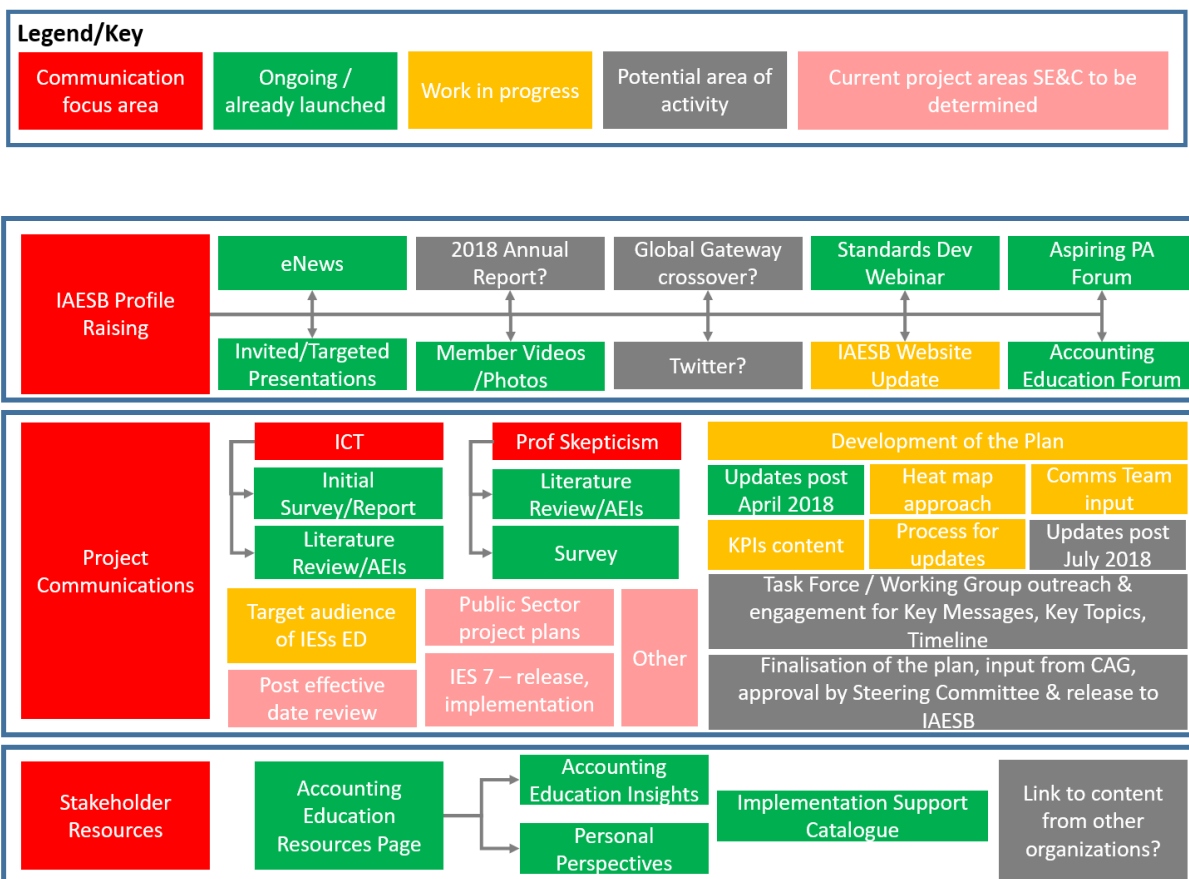 Legend/Key
Communication
focus area
Ongoing /
already launched
Work in progress
Potential area of
activity
Current project areas SE&C to be
determined
IAESB Profile
Raising
eNews
2018 Annual
Report?
Global Gateway
crossover?
Standards Dev
Webinar
Aspiring PA
Forum
Invited/Targeted
Presentations
Member Videos
/Photos
Twitter?
IAESB Website
Update
Accounting
Education Forum
Project
Communications
ICT
Initial
Survey/Report
Literature
Review/AEIs
Prof Skepticism
Literature
Review/AEIs
Survey
Target audience
of IESs ED
Post effective
date review
Public Sector
project plans
IES 7 – release,
implementation
Other
Development of the Plan
Updates post
April 2018
Heat map
approach
Comms Team
input
KPIs content
Process for
updates
Updates post
July 2018
Task Force / Working Group outreach &
engagement for Key Messages, Key Topics,
Timeline
Finalisation of the plan, input from CAG,
approval by Steering Committee & release to
IAESB
Stakeholder
Resources
Accounting
Education
Resources Page
Accounting
Education Insights
Personal
Perspectives
Implementation Support
Catalogue
Link to content
from other
organizations?